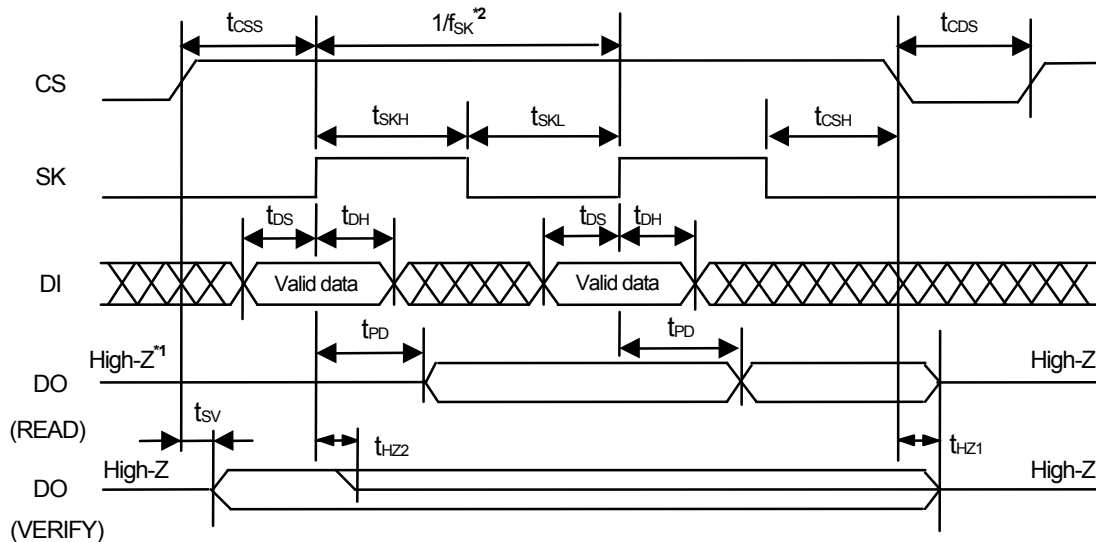 tCSS 1/fSK*2 tCDS
CS
tSKH tSKL tCSH
SK
tDS tDH tDS tDH
DI Valid data Valid data
tPD tPD
High-Z*1 High-Z
DO
(READ)
tSV tHZ2 tHZ1
High-Z High-Z
DO
(VERIFY)